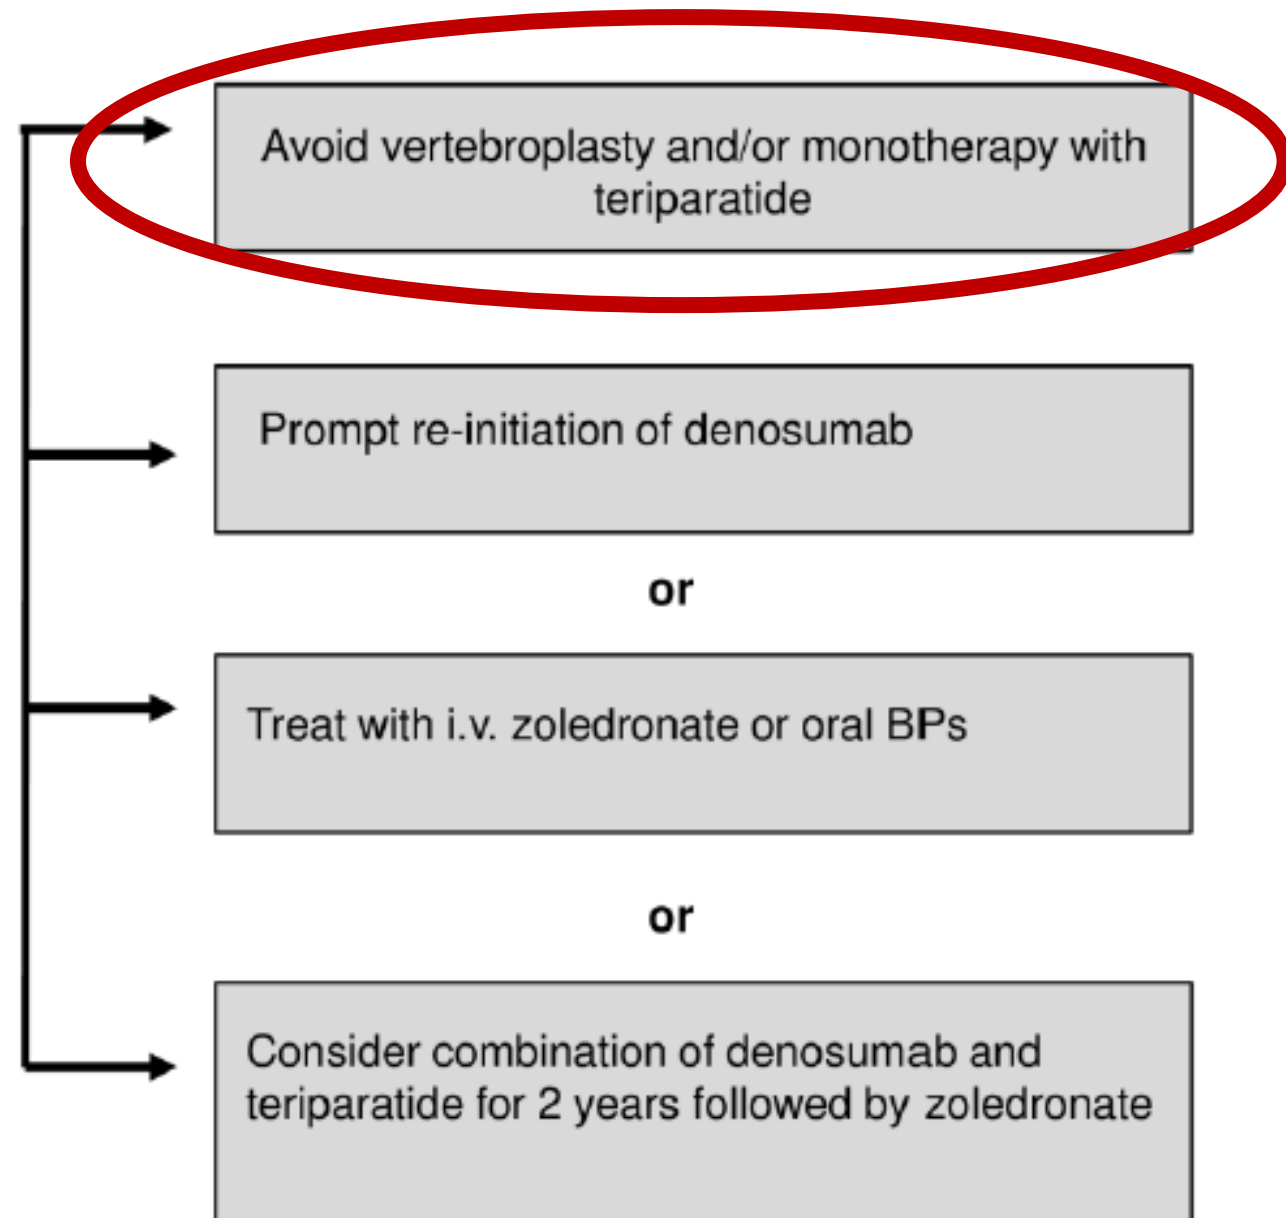 Avoid vertebroplasty and/or monotherapy with
teriparatide
Prompt re-initiation of denosumab
or
Treat with i.v. zoledronate or oral BPs
or
Consider combination of denosumab and
teriparatide for 2 years followed by zoledronate